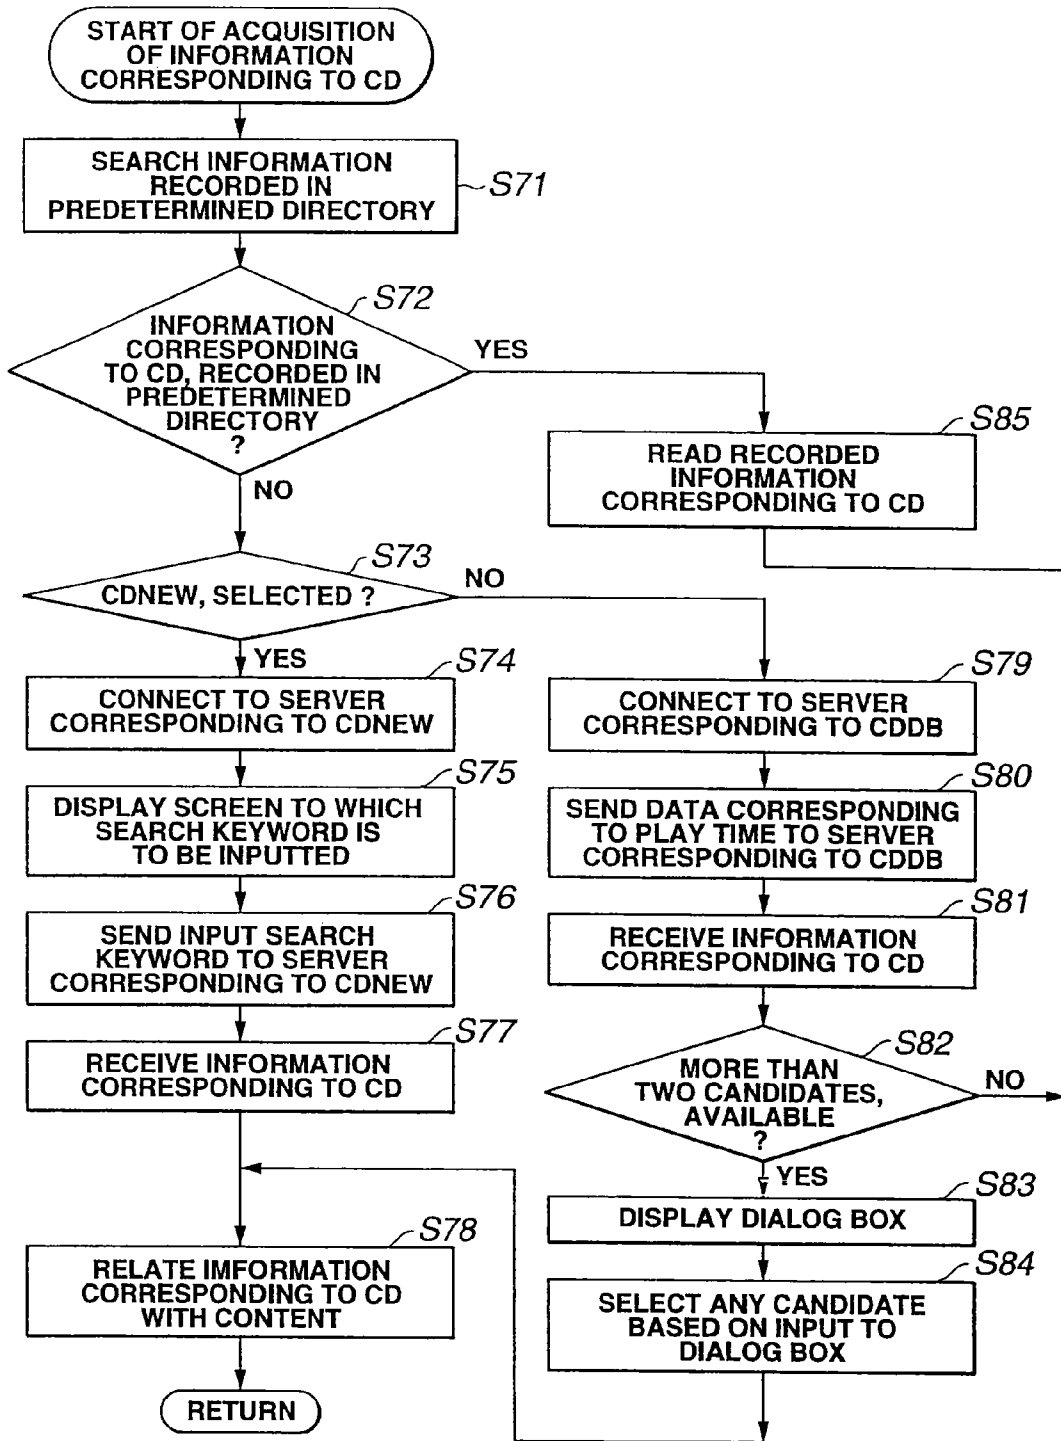 START OF ACQUISITION
OF INFORMATION
CORRESPONDING TO CD
SEARCH INFORMATION
RECORDED IN
PREDETERMINED DIRECTORY
S71
S72
INFORMATION
CORRESPONDING
TO CD, RECORDED IN
PREDETERMINED
DIRECTORY
?
YES
NO
S85
READ RECORDED
INFORMATION
CORRESPONDING TO CD
S73
CDNEW, SELECTED ?
NO
YES
S74
CONNECT TO SERVER
CORRESPONDING TO CDNEW
S75
DISPLAY SCREEN TO WHICH
SEARCH KEYWORD IS
TO BE INPUTTED
S76
SEND INPUT SEARCH
KEYWORD TO SERVER
CORRESPONDING TO CDNEW
S77
RECEIVE INFORMATION
CORRESPONDING TO CD
S78
RELATE IMFORMATION
CORRESPONDING TO CD
WITH CONTENT
RETURN
S79
CONNECT TO SERVER
CORRESPONDING TO CDDB
S80
SEND DATA CORRESPONDING
TO PLAY TIME TO SERVER
CORRESPONDING TO CDDB
S81
RECEIVE INFORMATION
CORRESPONDING TO CD
S82
MORE THAN
TWO CANDIDATES,
AVAILABLE
?
NO
YES
S83
DISPLAY DIALOG BOX
S84
SELECT ANY CANDIDATE
BASED ON INPUT TO
DIALOG BOX